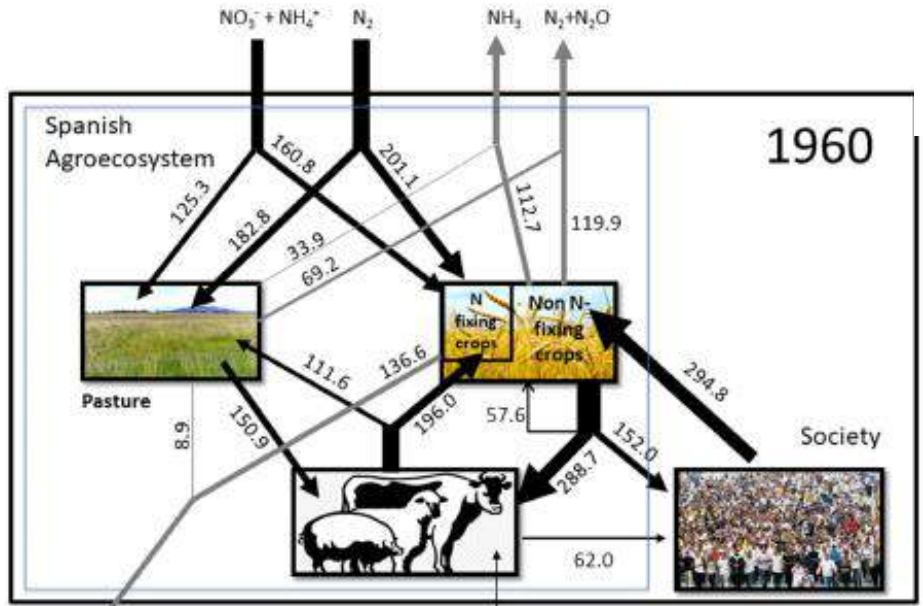 NO₃⁻ + NH₄⁺
N₂
NH₃
N₂+N₂O
Spanish
Agroecosystem
1960
160.8
201.1
125.3
182.8
33.9
69.2
112.7
119.9
N
fixing
crops
Non N-
fixing
crops
Pasture
111.6
136.6
196.0
57.6
294.8
8.9
150.9
288.7
152.0
Society
62.0